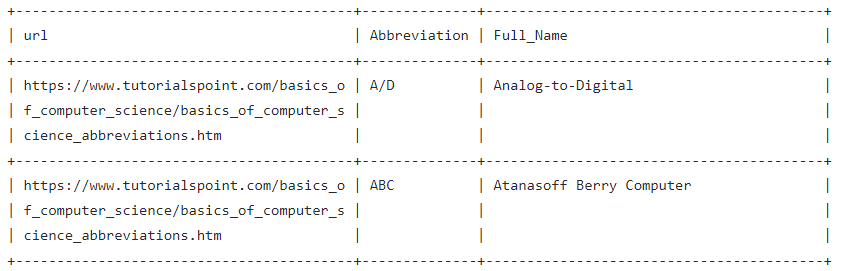 +-----------------------------------------+--------------+-----------------------------------------+
| url | Abbreviation | Full_Name |
+-----------------------------------------+--------------+-----------------------------------------+
| https://www.tutorialspoint.com/basics_o | A/D | Analog-to-Digital |
| f_computer_science/basics_of_computer_s | | |
| cience_abbreviations.htm | | |
+-----------------------------------------+--------------+-----------------------------------------+
| https://www.tutorialspoint.com/basics_o | ABC | Atanasoff Berry Computer |
| f_computer_science/basics_of_computer_s | | |
| cience_abbreviations.htm | | |
+-----------------------------------------+--------------+-----------------------------------------+